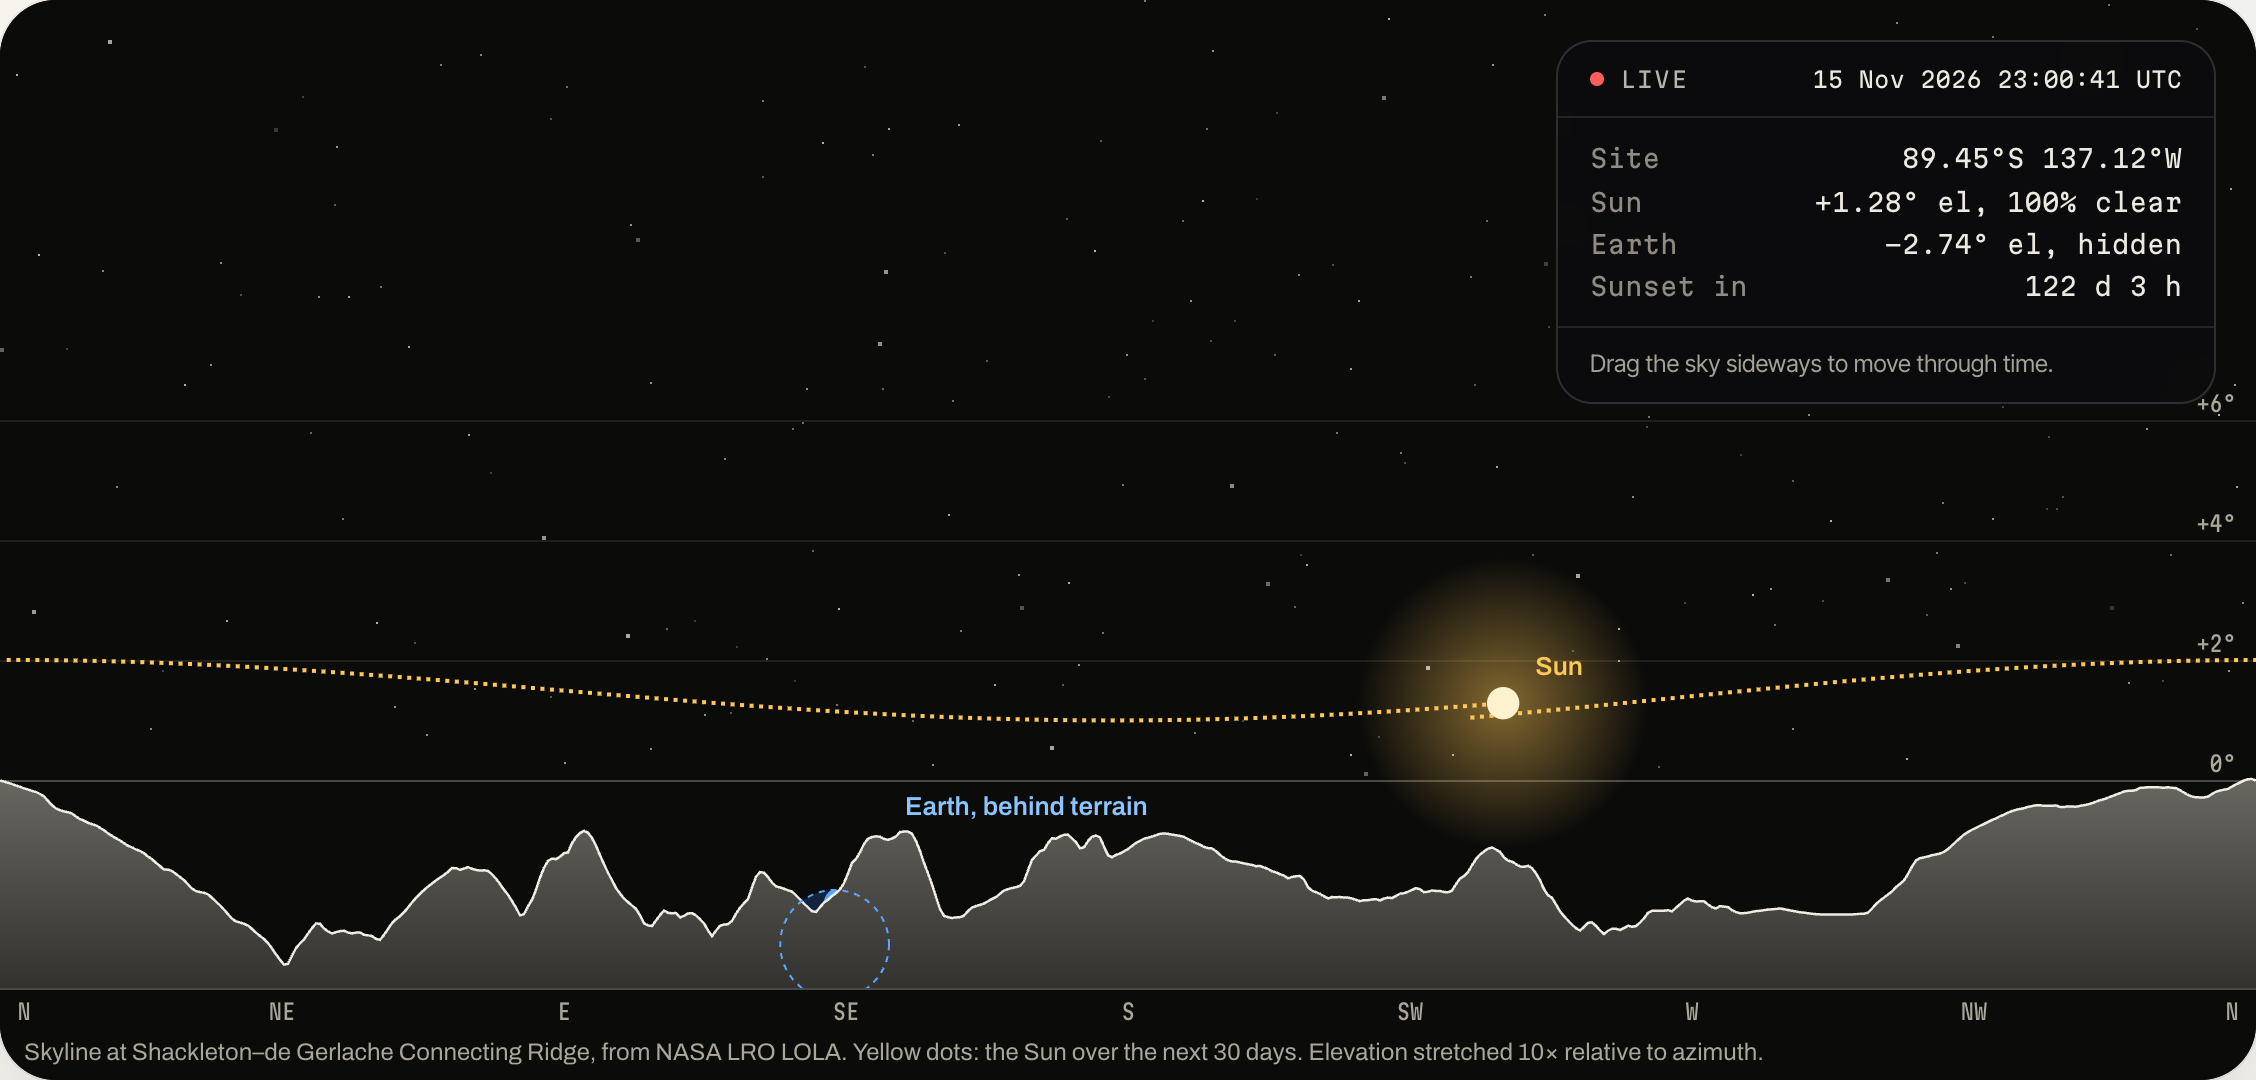 LIVE 15 Nov 2026 23:00:41 UTC
Site 89.45°S 137.12°W
Sun +1.28° el, 100% clear
Earth −2.74° el, hidden
Sunset in 122 d 3 h
Drag the sky sideways to move through time.
+6°
+4°
+2°
Sun
0°
Earth, behind terrain
N NE E SE S SW W NW N
Skyline at Shackleton–de Gerlache Connecting Ridge, from NASA LRO LOLA. Yellow dots: the Sun over the next 30 days. Elevation stretched 10× relative to azimuth.